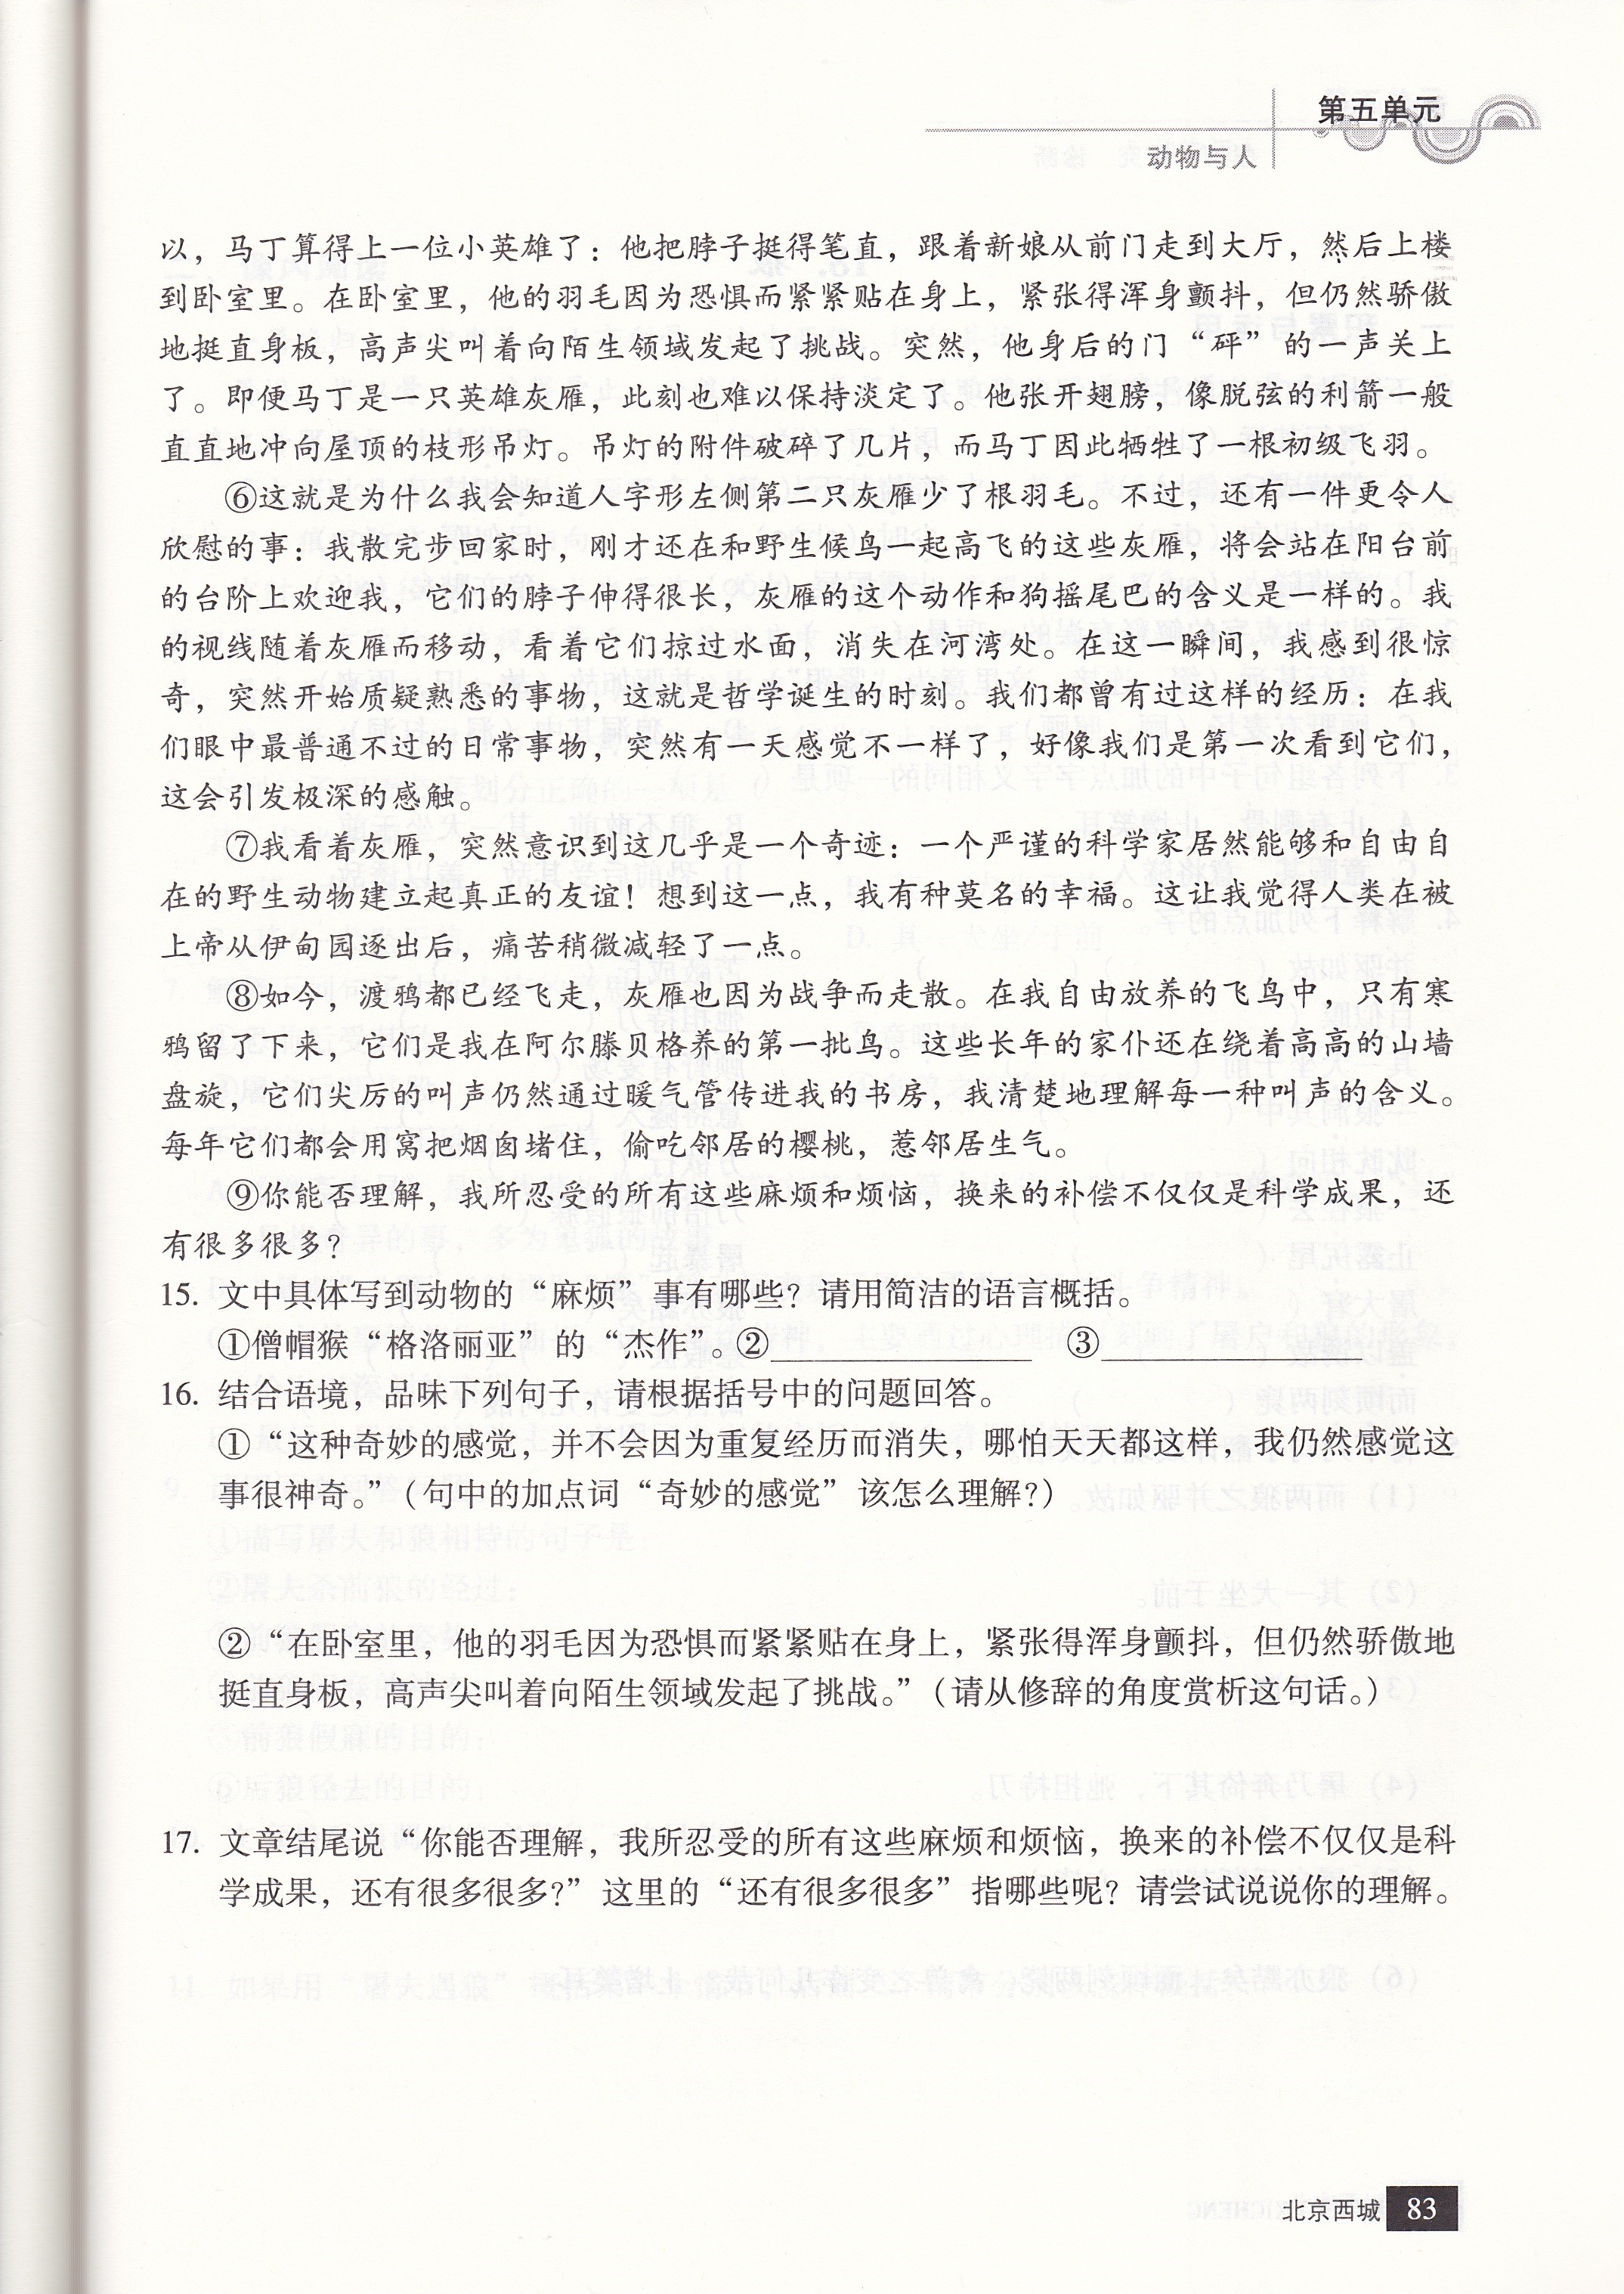 第五单元
动物与人
以，马丁算得上一位小英雄了：他把脖子挺得笔直，跟着新娘从前门走到大厅，然后上楼
到卧室里。在卧室里，他的羽毛因为恐惧而紧紧贴在身上，紧张得浑身颤抖，但仍然骄傲
地挺直身板，高声尖叫着向陌生领域发起了挑战。突然，他身后的门“砰”的一声关上
了。即便马丁是一只英雄灰雁，此刻也难以保持淡定了。他张开翅膀，像脱弦的利箭一般
直直地冲向屋顶的枝形吊灯。吊灯的附件破碎了几片，而马丁因此牺牲了一根初级飞羽。
⑥这就是为什么我会知道人字形左侧第二只灰雁少了根羽毛。不过，还有一件更令人
欣慰的事：我散完步回家时，刚才还在和野生候鸟一起高飞的这些灰雁，将会站在阳台前
的台阶上欢迎我，它们的脖子伸得很长，灰雁的这个动作和狗摇尾巴的含义是一样的。我
的视线随着灰雁而移动，看着它们掠过水面，消失在河湾处。在这一瞬间，我感到很惊
奇，突然开始质疑熟悉的事物，这就是哲学诞生的时刻。我们都曾有过这样的经历：在我
们眼中最普通不过的日常事物，突然有一天感觉不一样了，好像我们是第一次看到它们，
这会引发极深的感触。
⑦我看着灰雁，突然意识到这几乎是一个奇迹：一个严谨的科学家居然能够和自由自
在的野生动物建立起真正的友谊！想到这一点，我有种莫名的幸福。这让我觉得人类在被
上帝从伊甸园逐出后，痛苦稍微减轻了一点。
⑧如今，渡鸦都已经飞走，灰雁也因为战争而走散。在我自由放养的飞鸟中，只有寒
鸦留了下来，它们是我在阿尔滕贝格养的第一批鸟。这些长年的家仆还在绕着高高的山墙
盘旋，它们尖厉的叫声仍然通过暖气管传进我的书房，我清楚地理解每一种叫声的含义。
每年它们都会用窝把烟囱堵住，偷吃邻居的樱桃，惹邻居生气。
⑨你能否理解，我所忍受的所有这些麻烦和烦恼，换来的补偿不仅仅是科学成果，还
有很多很多？
15. 文中具体写到动物的“麻烦”事有哪些？请用简洁的语言概括。
①僧帽猴“格洛丽亚”的“杰作”。②______________ ③______________
16. 结合语境，品味下列句子，请根据括号中的问题回答。
①“这种奇妙的感觉，并不会因为重复经历而消失，哪怕天天都这样，我仍然感觉这
事很神奇。”（句中的加点词“奇妙的感觉”该怎么理解？）
②“在卧室里，他的羽毛因为恐惧而紧紧贴在身上，紧张得浑身颤抖，但仍然骄傲地
挺直身板，高声尖叫着向陌生领域发起了挑战。”（请从修辞的角度赏析这句话。）
17. 文章结尾说“你能否理解，我所忍受的所有这些麻烦和烦恼，换来的补偿不仅仅是科
学成果，还有很多很多？”这里的“还有很多很多”指哪些呢？请尝试说说你的理解。
北京西城 83